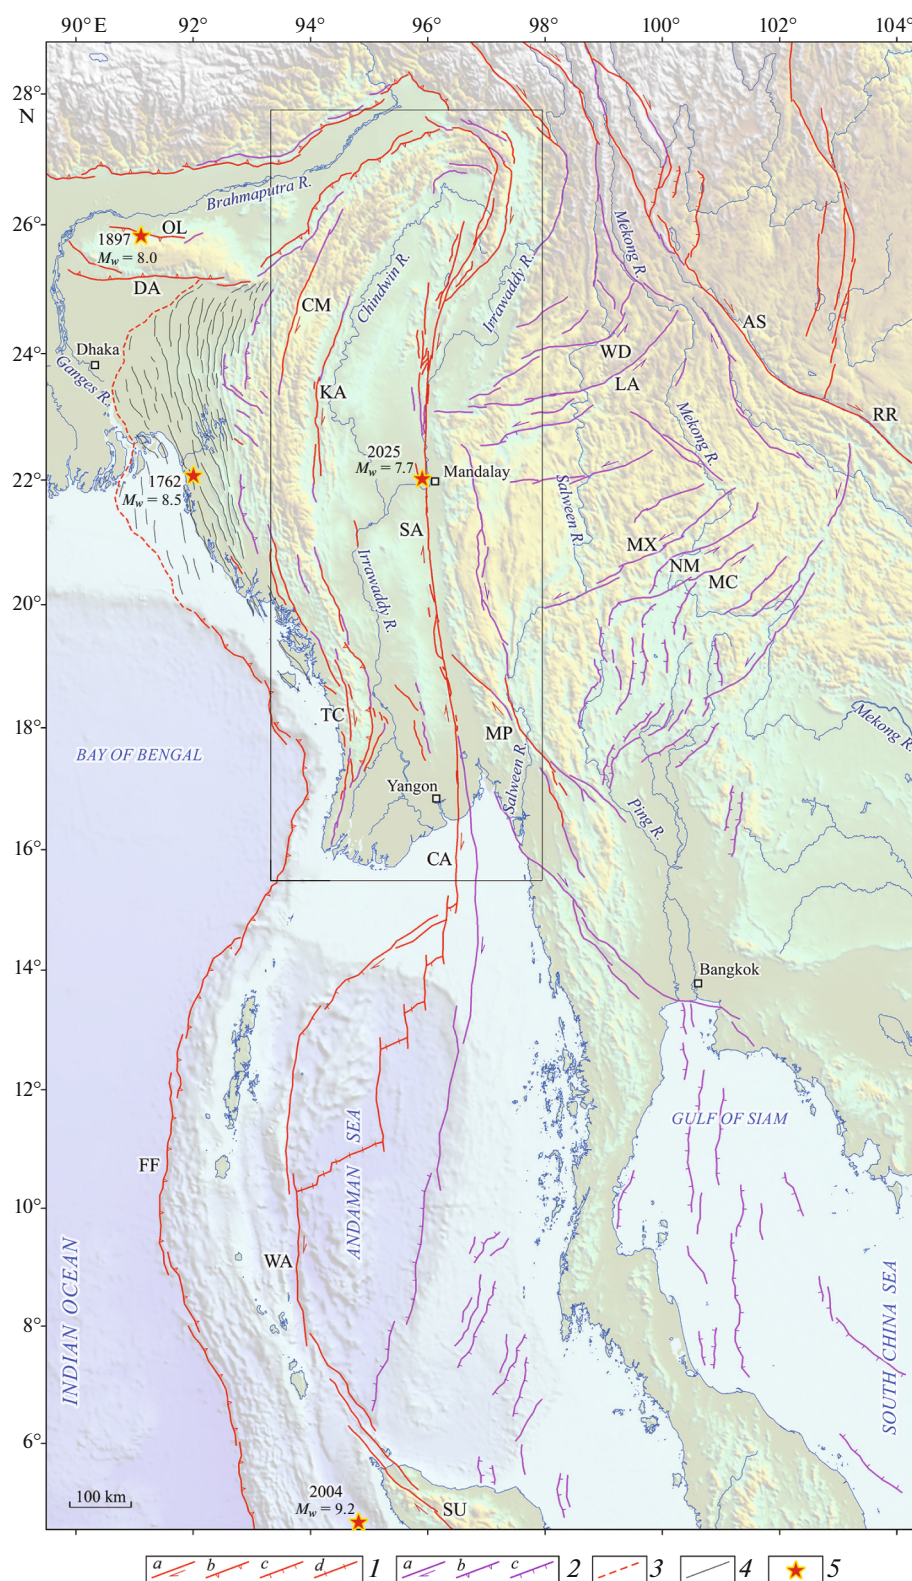 90° E 92° 94° 96° 98° 100° 102° 104°
28°
N
26°
24°
22°
20°
18°
16°
14°
12°
10°
8°
6°
Brahmaputra R.
OL
1897
Mw = 8.0
DA
Mekong R.
Chindwin R.
Irrawaddy R.
CM
AS
Dhaka
WD
Ganges R.
KA
LA
RR
Mekong R.
2025
Mw = 7.7
Mandalay
1762
Mw = 8.5
Salween R.
SA
MX
NM
MC
Irrawaddy R.
TC
MP
Mekong R.
BAY OF BENGAL
Salween R.
Yangon
Ping R.
CA
Bangkok
ANDAMAN SEA
GULF OF SIAM
FF
WA
INDIAN OCEAN
SOUTH CHINA SEA
100 km
2004
Mw = 9.2
SU
a b c d 1 a b c 2 3 4 5